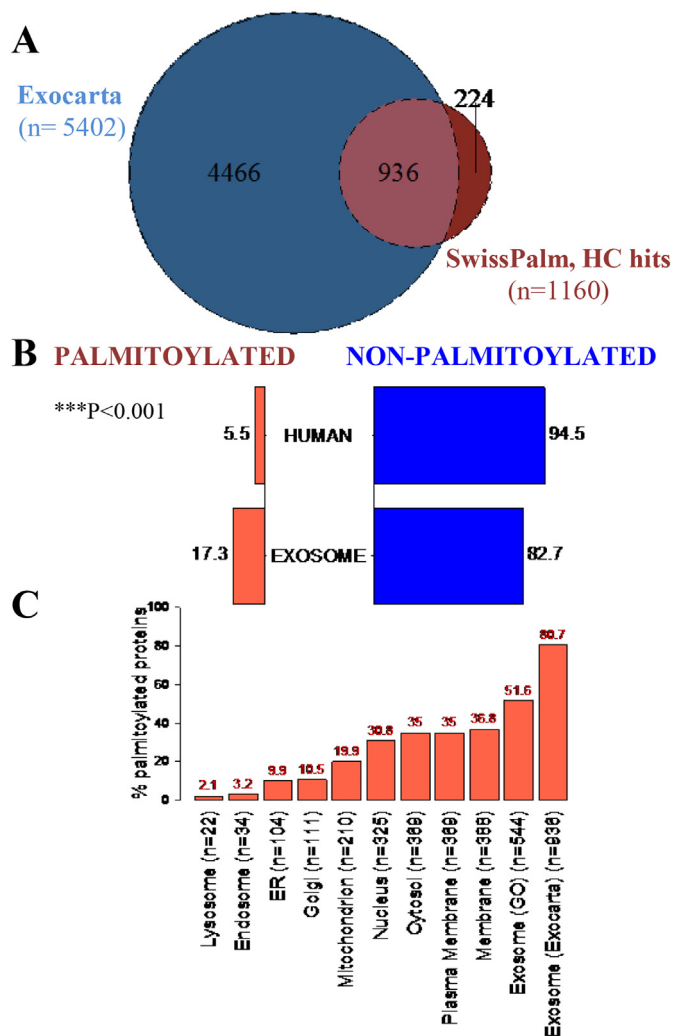 A
Exocarta
(n= 5402)
224
4466
936
SwissPalm, HC hits
(n=1160)
B
PALMITOYLATED
NON-PALMITOYLATED
***P<0.001
5.5
HUMAN
94.5
17.3
EXOSOME
82.7
C
% palmitoylated proteins
100
80
60
40
20
0
2.1
3.2
9.9
10.5
19.9
30.8
35
35
36.8
51.6
80.7
Lysosome (n=22)
Endosome (n=34)
ER (n=104)
Golgi (n=111)
Mitochondrion (n=210)
Nucleus (n=325)
Cytosol (n=369)
Plasma Membrane (n=369)
Membrane (n=388)
Exosome (GO) (n=544)
Exosome (Exocarta) (n=936)